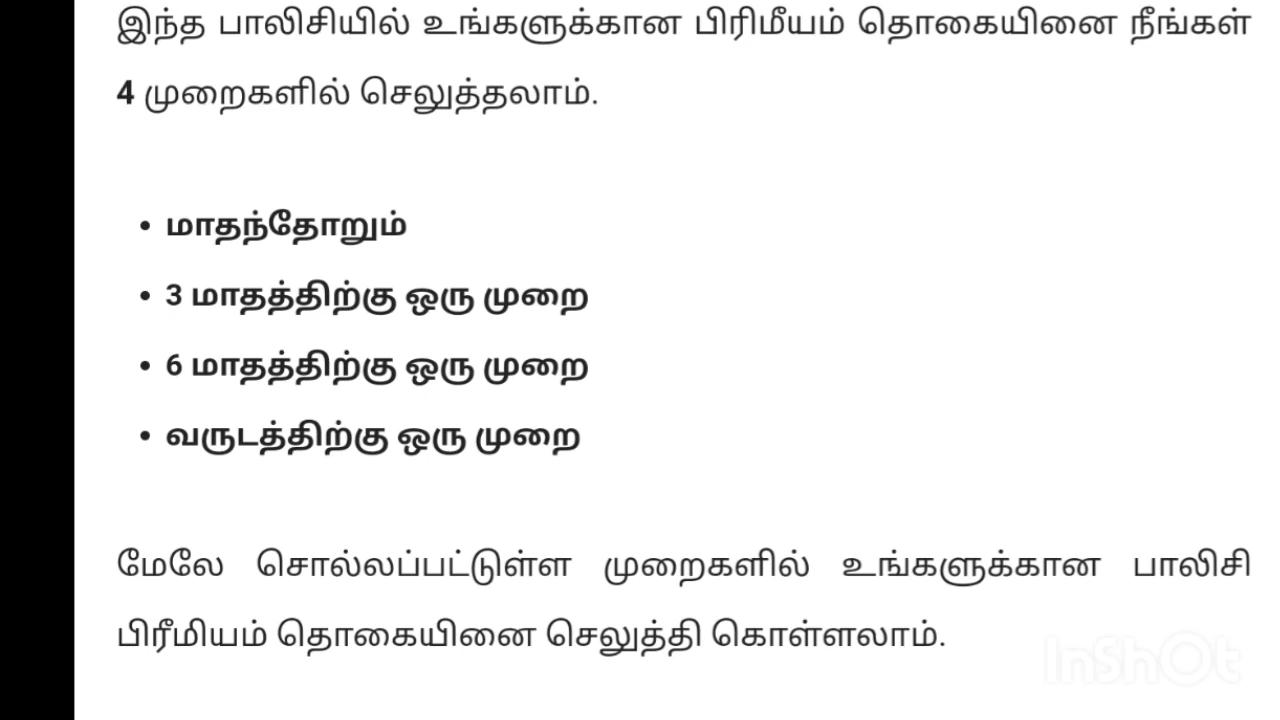 இந்த பாலிசியில் உங்களுக்கான பிரிமீயம் தொகையினை நீங்கள்
4 முறைகளில் செலுத்தலாம்.
• மாதந்தோறும்
• 3 மாதத்திற்கு ஒரு முறை
• 6 மாதத்திற்கு ஒரு முறை
• வருடத்திற்கு ஒரு முறை
மேலே சொல்லப்பட்டுள்ள முறைகளில் உங்களுக்கான பாலிசி
பிரீமியம் தொகையினை செலுத்தி கொள்ளலாம்.
InShOt